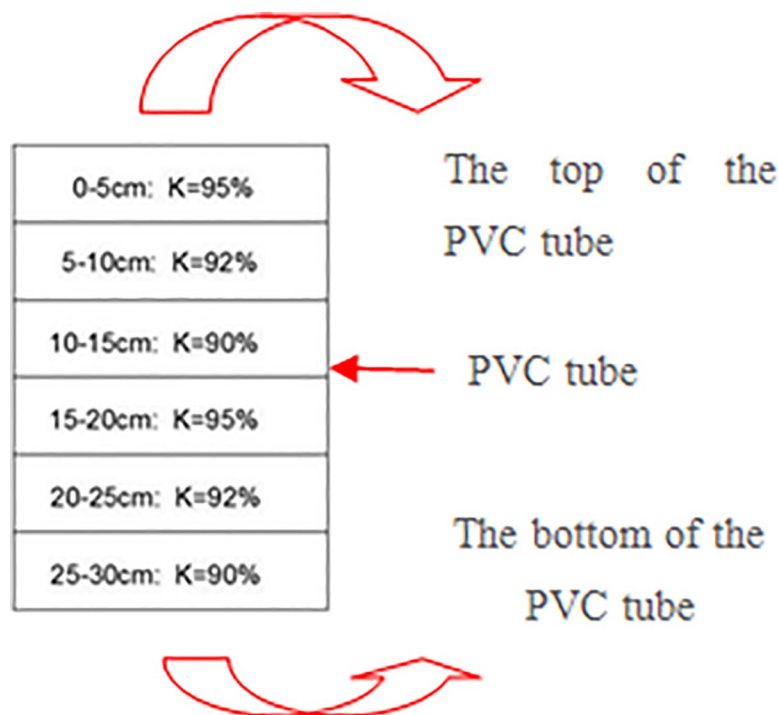 0-5cm: K=95%
5-10cm: K=92%
10-15cm: K=90%
15-20cm: K=95%
20-25cm: K=92%
25-30cm: K=90%
The top of the
PVC tube
PVC tube
The bottom of the
PVC tube